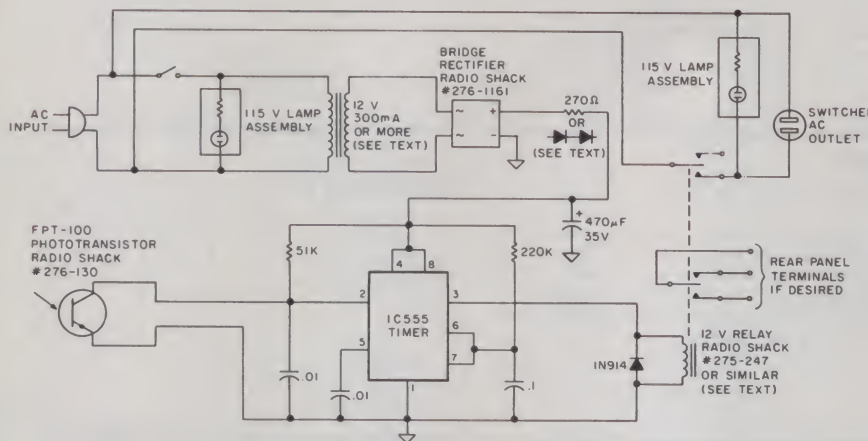 AC
INPUT
115 V LAMP
ASSEMBLY
12 V
300mA
OR MORE
(SEE TEXT)
BRIDGE
RECTIFIER
RADIO SHACK
#276-1161
~
~
+
-
270Ω
OR
(SEE TEXT)
115 V LAMP
ASSEMBLY
SWITCHED
AC
OUTLET
+
470µF
35V
FPT-100
PHOTOTRANSISTOR
RADIO SHACK
#276-130
51K
220K
4
8
2
3
IC555
TIMER
5
6
7
1
.01
.01
.1
1N914
REAR PANEL
TERMINALS
IF DESIRED
12 V RELAY
RADIO SHACK
#275-247
OR SIMILAR
(SEE TEXT)